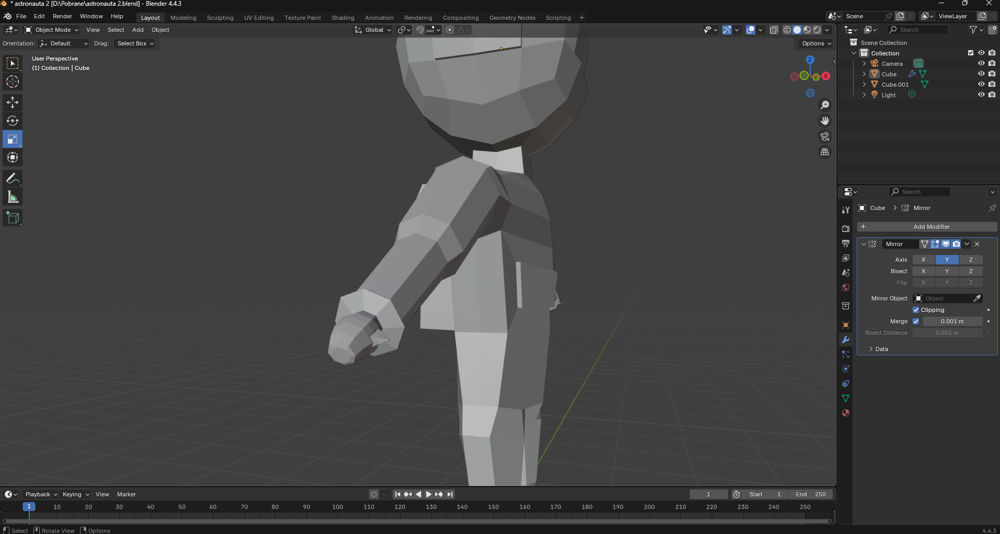 * astronauta 2 [D:\Pobrane\astronauta 2.blend] - Blender 4.4.3
File Edit Render Window Help Layout Modeling Sculpting UV Editing Texture Paint Shading Animation Rendering Compositing Geometry Nodes Scripting + Scene ViewLayer
Object Mode View Select Add Object Global Search
Orientation: Default Drag: Select Box Options
User Perspective
(1) Collection | Cube
Z
Y X
Scene Collection
Collection
Camera
Cube
Cube.001
Light
Search
Cube > Mirror
+ Add Modifier
Mirror
Axis X Y Z
Bisect X Y Z
Flip X Y Z
Mirror Object Object
Clipping
Merge 0.001 m
Bisect Distance 0.001 m
Data
Playback Keying View Marker 1 Start 1 End 250
1 10 20 30 40 50 60 70 80 90 100 110 120 130 140 150 160 170 180 190 200 210 220 230 240 250
Select Rotate View Options 4.4.3